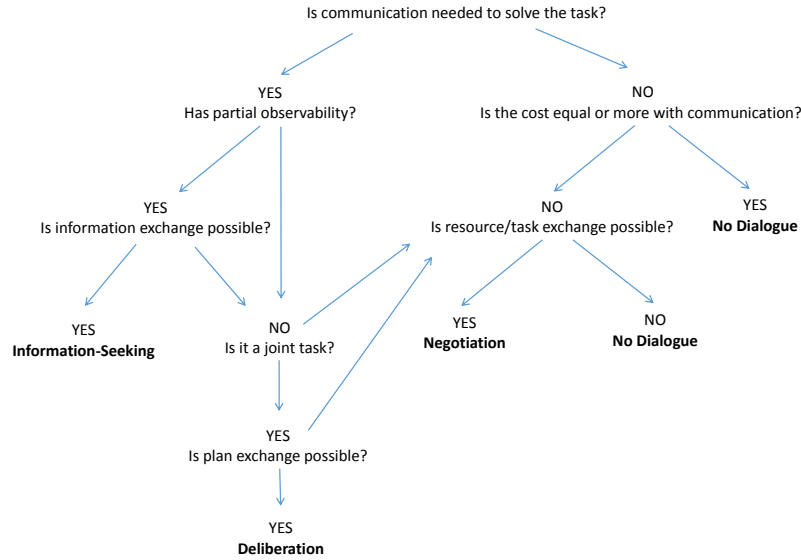 Is communication needed to solve the task?
YES
Has partial observability?
NO
Is the cost equal or more with communication?
YES
Is information exchange possible?
NO
Is resource/task exchange possible?
YES
No Dialogue
YES
Information-Seeking
NO
Is it a joint task?
YES
Negotiation
NO
No Dialogue
YES
Is plan exchange possible?
YES
Deliberation